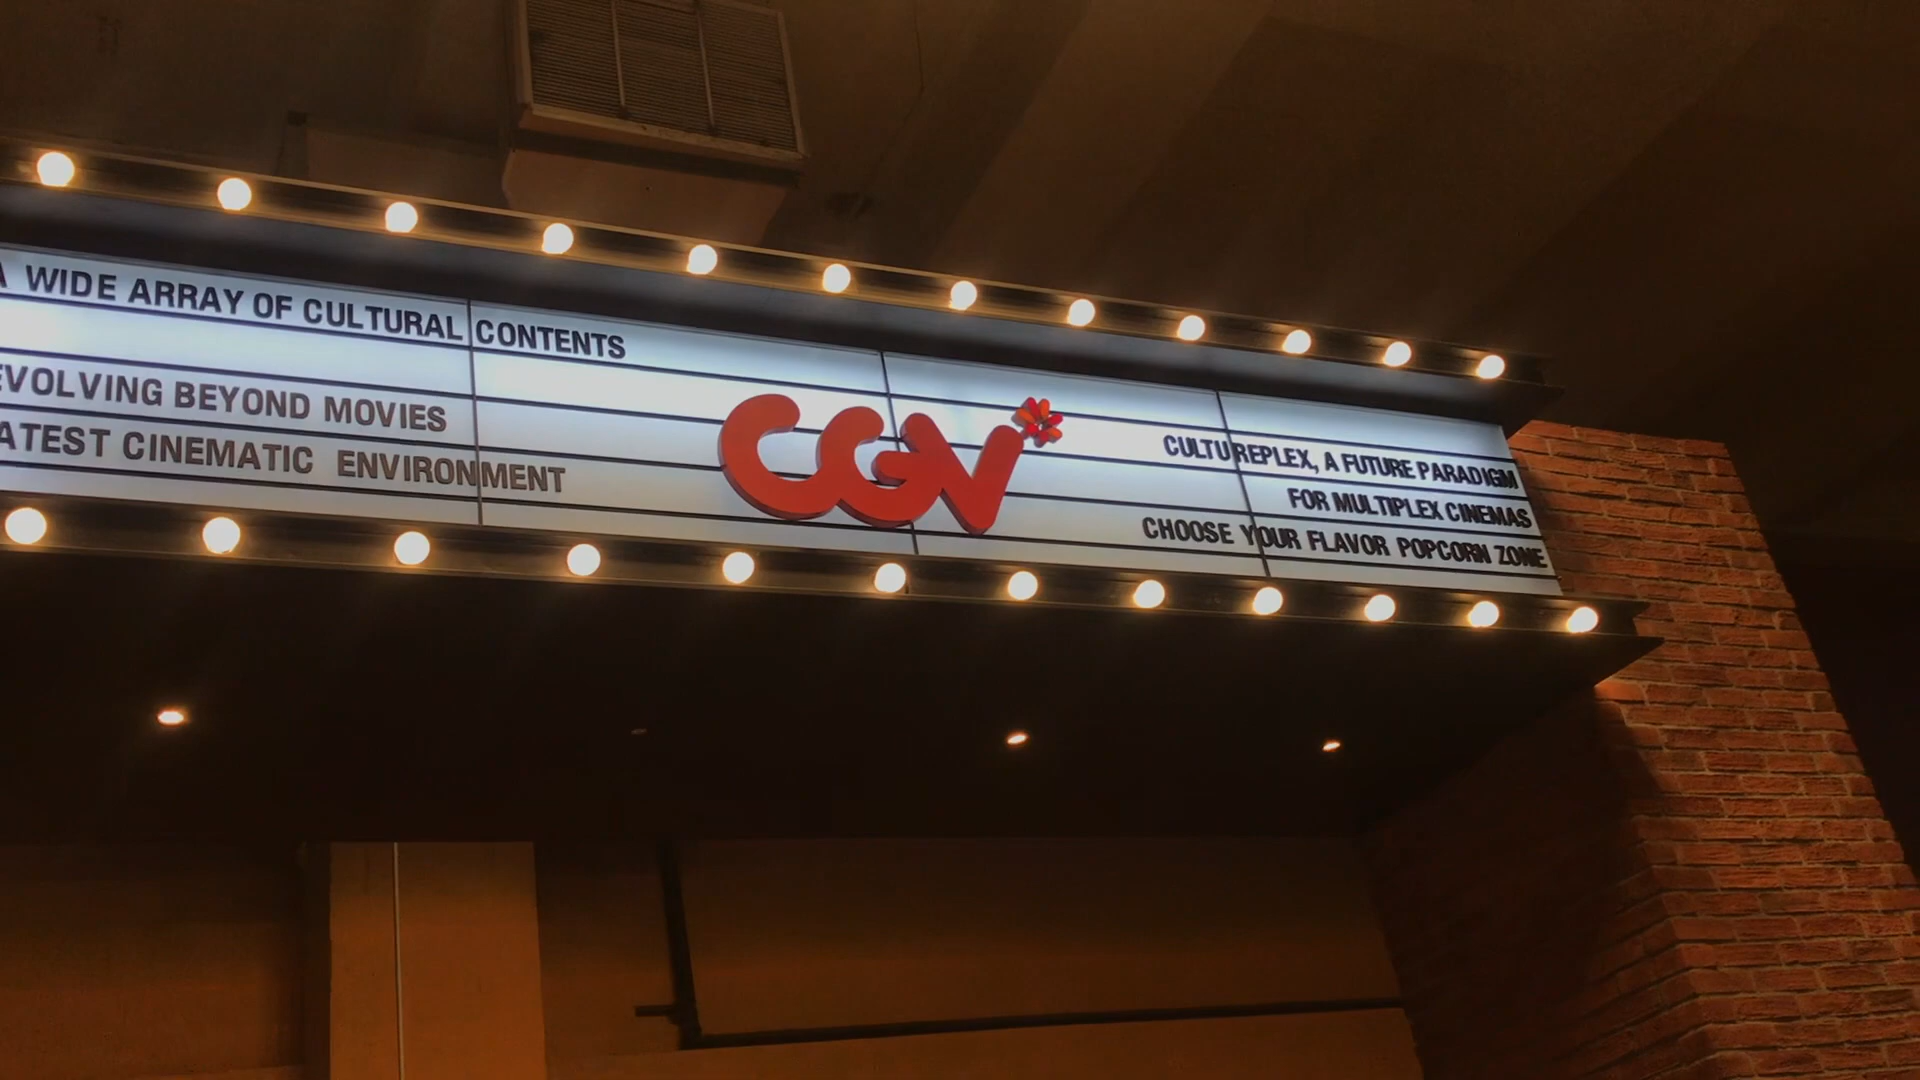 A WIDE ARRAY OF CULTURAL CONTENTS
EVOLVING BEYOND MOVIES
LATEST CINEMATIC ENVIRONMENT
CGV
CULTUREPLEX, A FUTURE PARADIGM
FOR MULTIPLEX CINEMAS
CHOOSE YOUR FLAVOR POPCORN ZONE